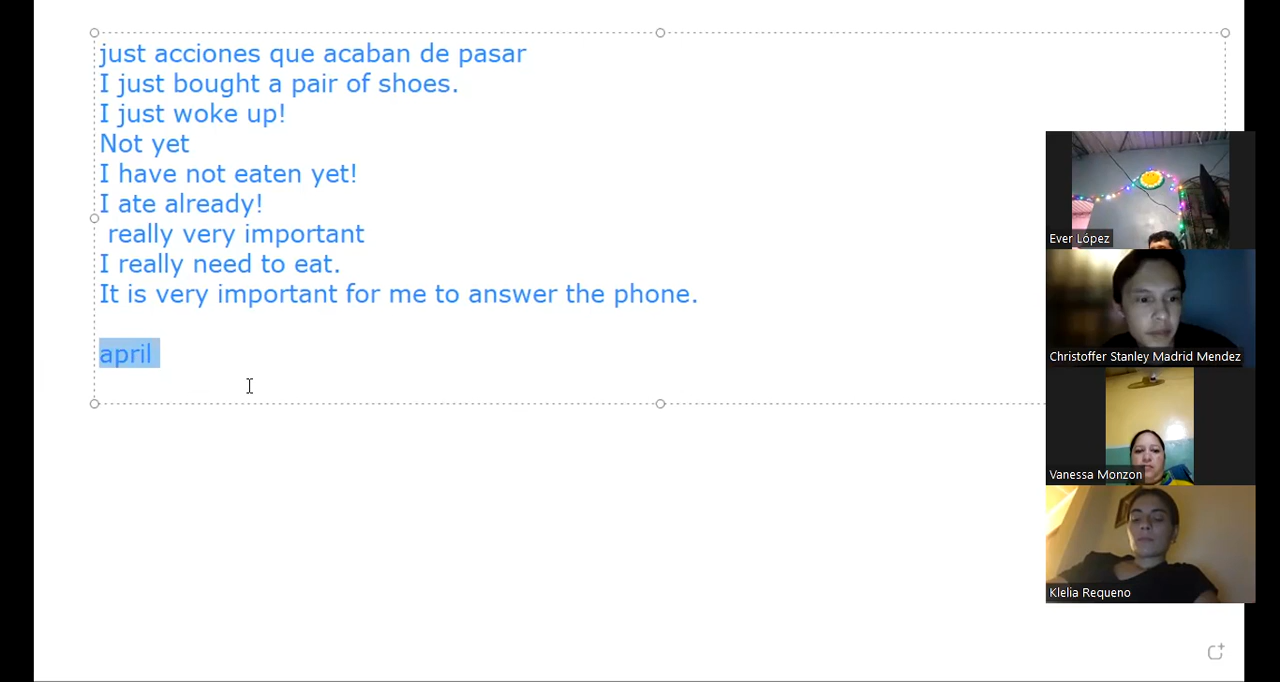 just acciones que acaban de pasar
I just bought a pair of shoes.
I just woke up!
Not yet
I have not eaten yet!
I ate already!
really very important
I really need to eat.
It is very important for me to answer the phone.
april
Ever López
Christoffer Stanley Madrid Mendez
Vanessa Monzon
Klelia Requeno